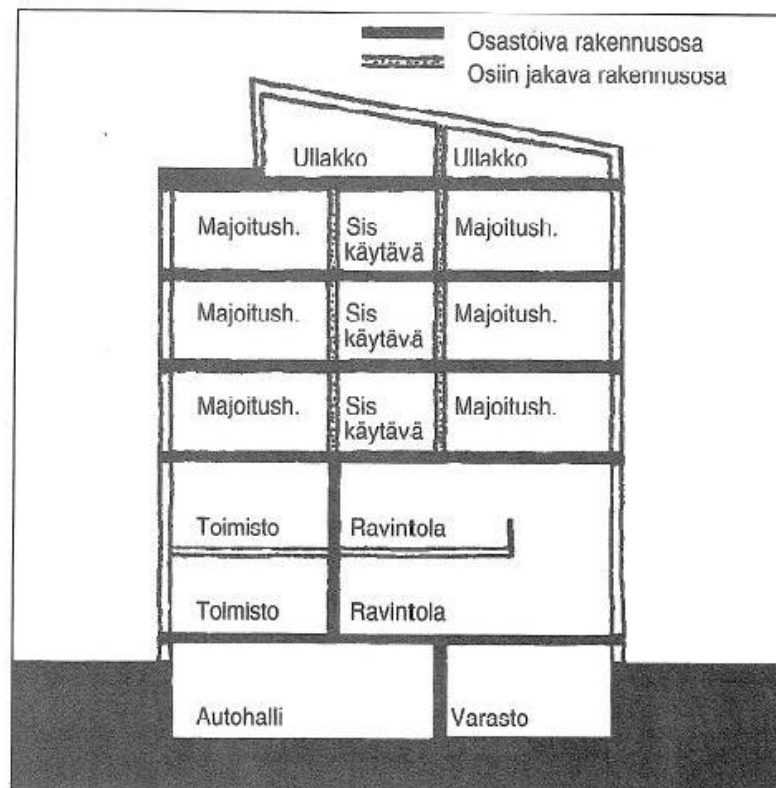 Osastoiva rakennusosa
Osiin jakava rakennusosa
Ullakko Ullakko
Majoitush. Sis käytävä Majoitush.
Majoitush. Sis käytävä Majoitush.
Majoitush. Sis käytävä Majoitush.
Toimisto Ravintola
Toimisto Ravintola
Autohalli Varasto